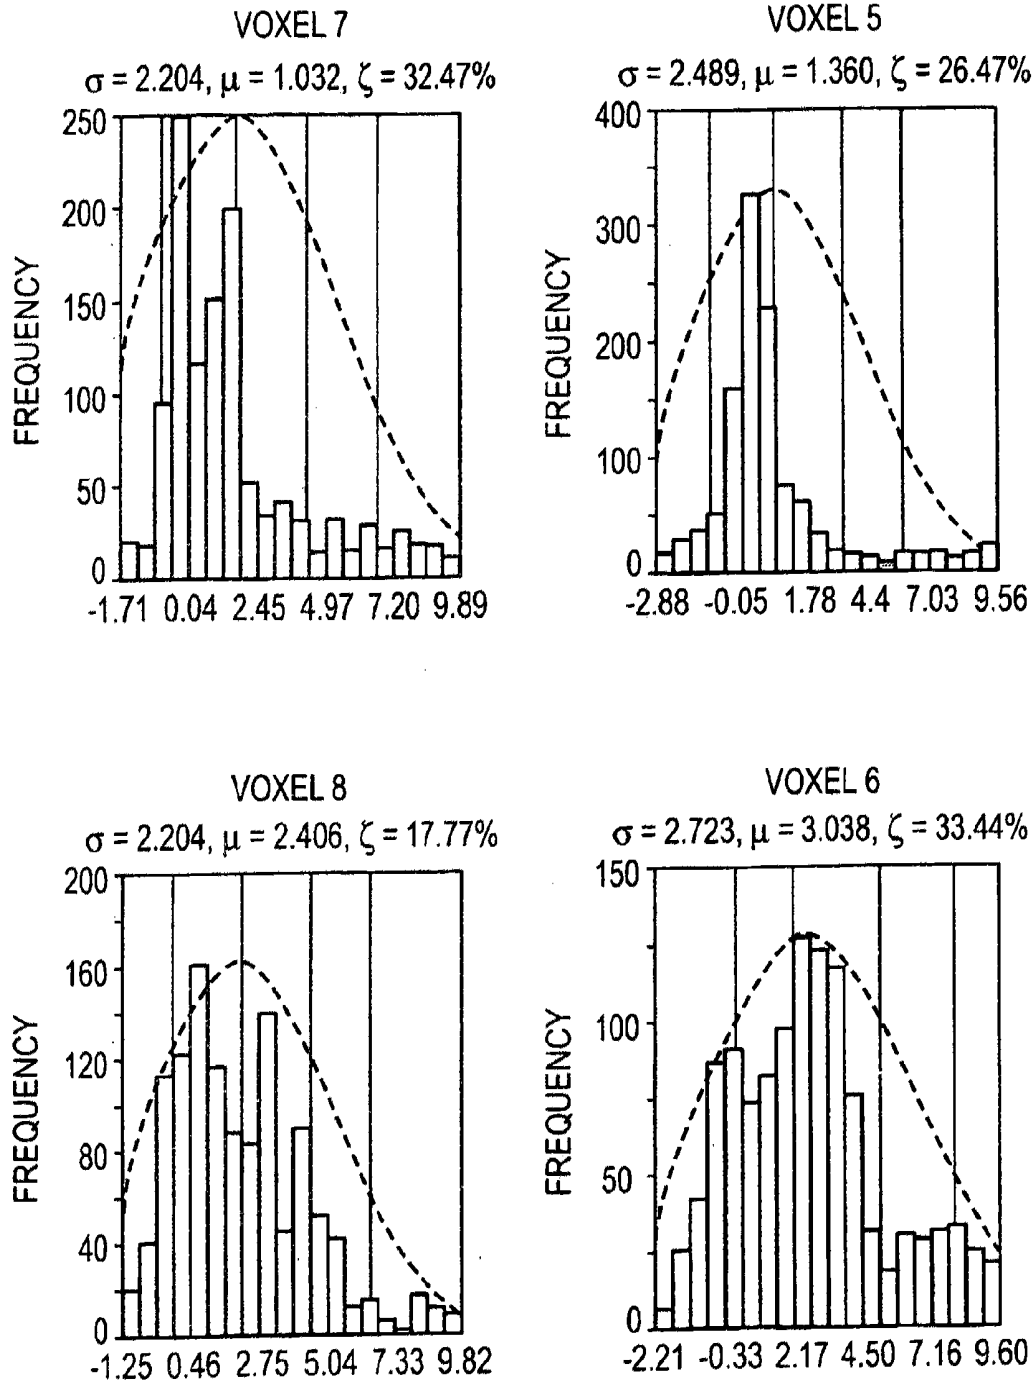 VOXEL 7
σ = 2.204, μ = 1.032, ζ = 32.47%
250
200
150
100
50
0
FREQUENCY
-1.71 0.04 2.45 4.97 7.20 9.89
VOXEL 5
σ = 2.489, μ = 1.360, ζ = 26.47%
400
300
200
100
0
FREQUENCY
-2.88 -0.05 1.78 4.4 7.03 9.56
VOXEL 8
σ = 2.204, μ = 2.406, ζ = 17.77%
200
160
120
80
40
0
FREQUENCY
-1.25 0.46 2.75 5.04 7.33 9.82
VOXEL 6
σ = 2.723, μ = 3.038, ζ = 33.44%
150
100
50
0
FREQUENCY
-2.21 -0.33 2.17 4.50 7.16 9.60